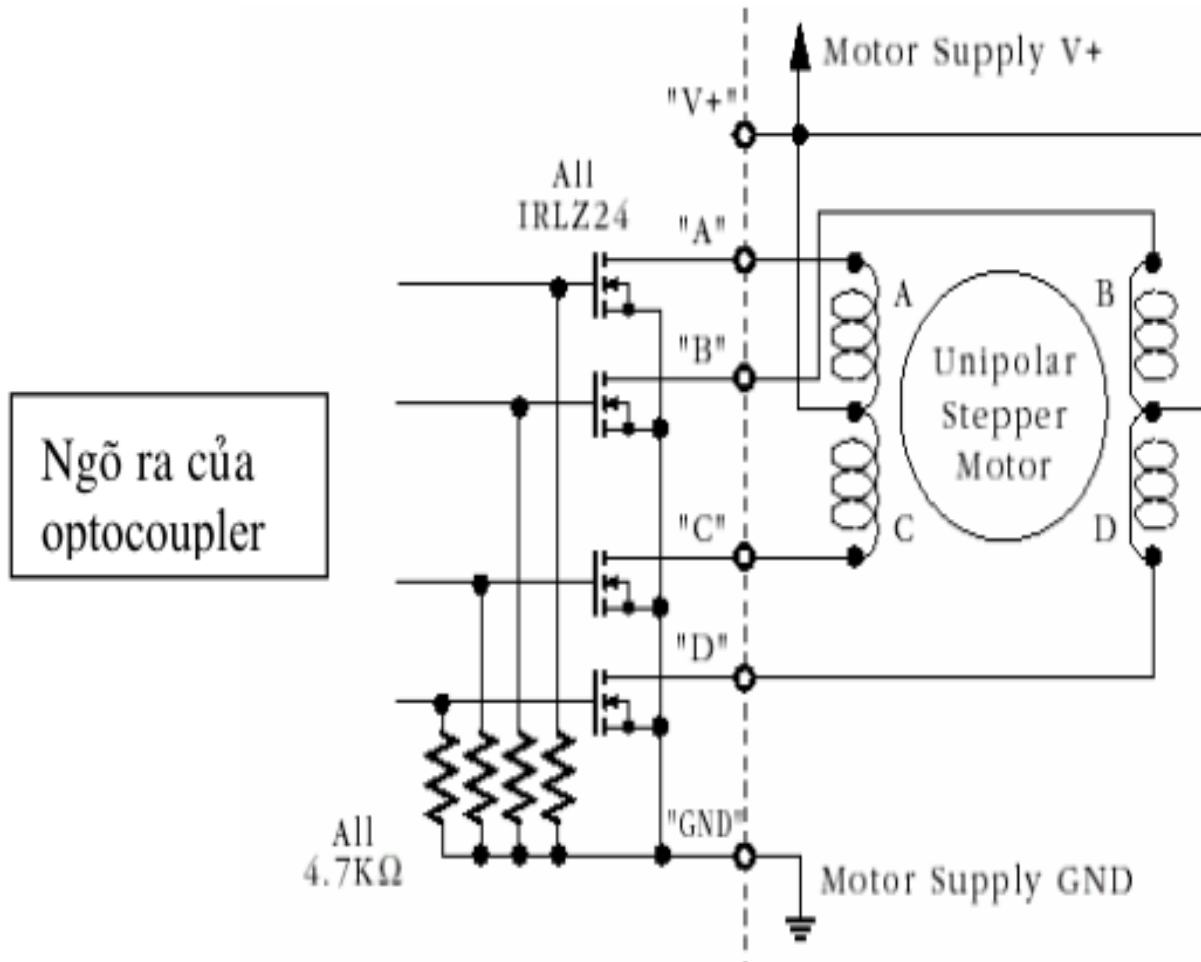 Motor Supply V+
"V+"
All
IRLZ24
"A"
A
B
"B"
Unipolar
Stepper
Motor
Ngõ ra của
optocoupler
"C"
C
D
"D"
"GND"
All
4.7KΩ
Motor Supply GND